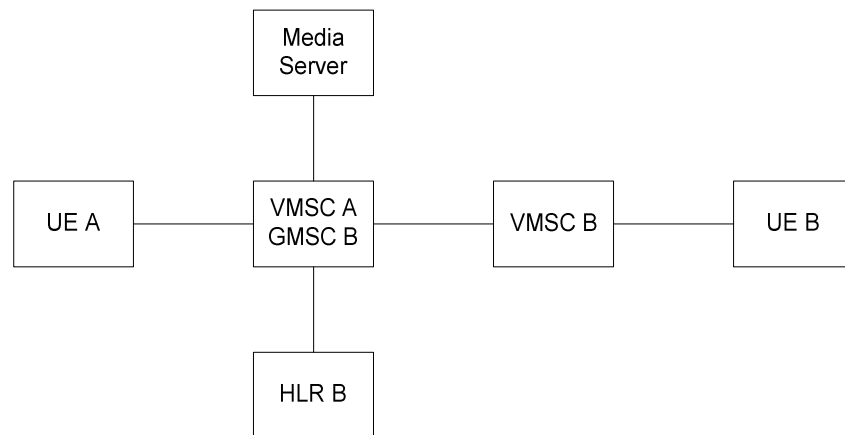 Media
Server
UE A
VMSC A
GMSC B
VMSC B
UE B
HLR B